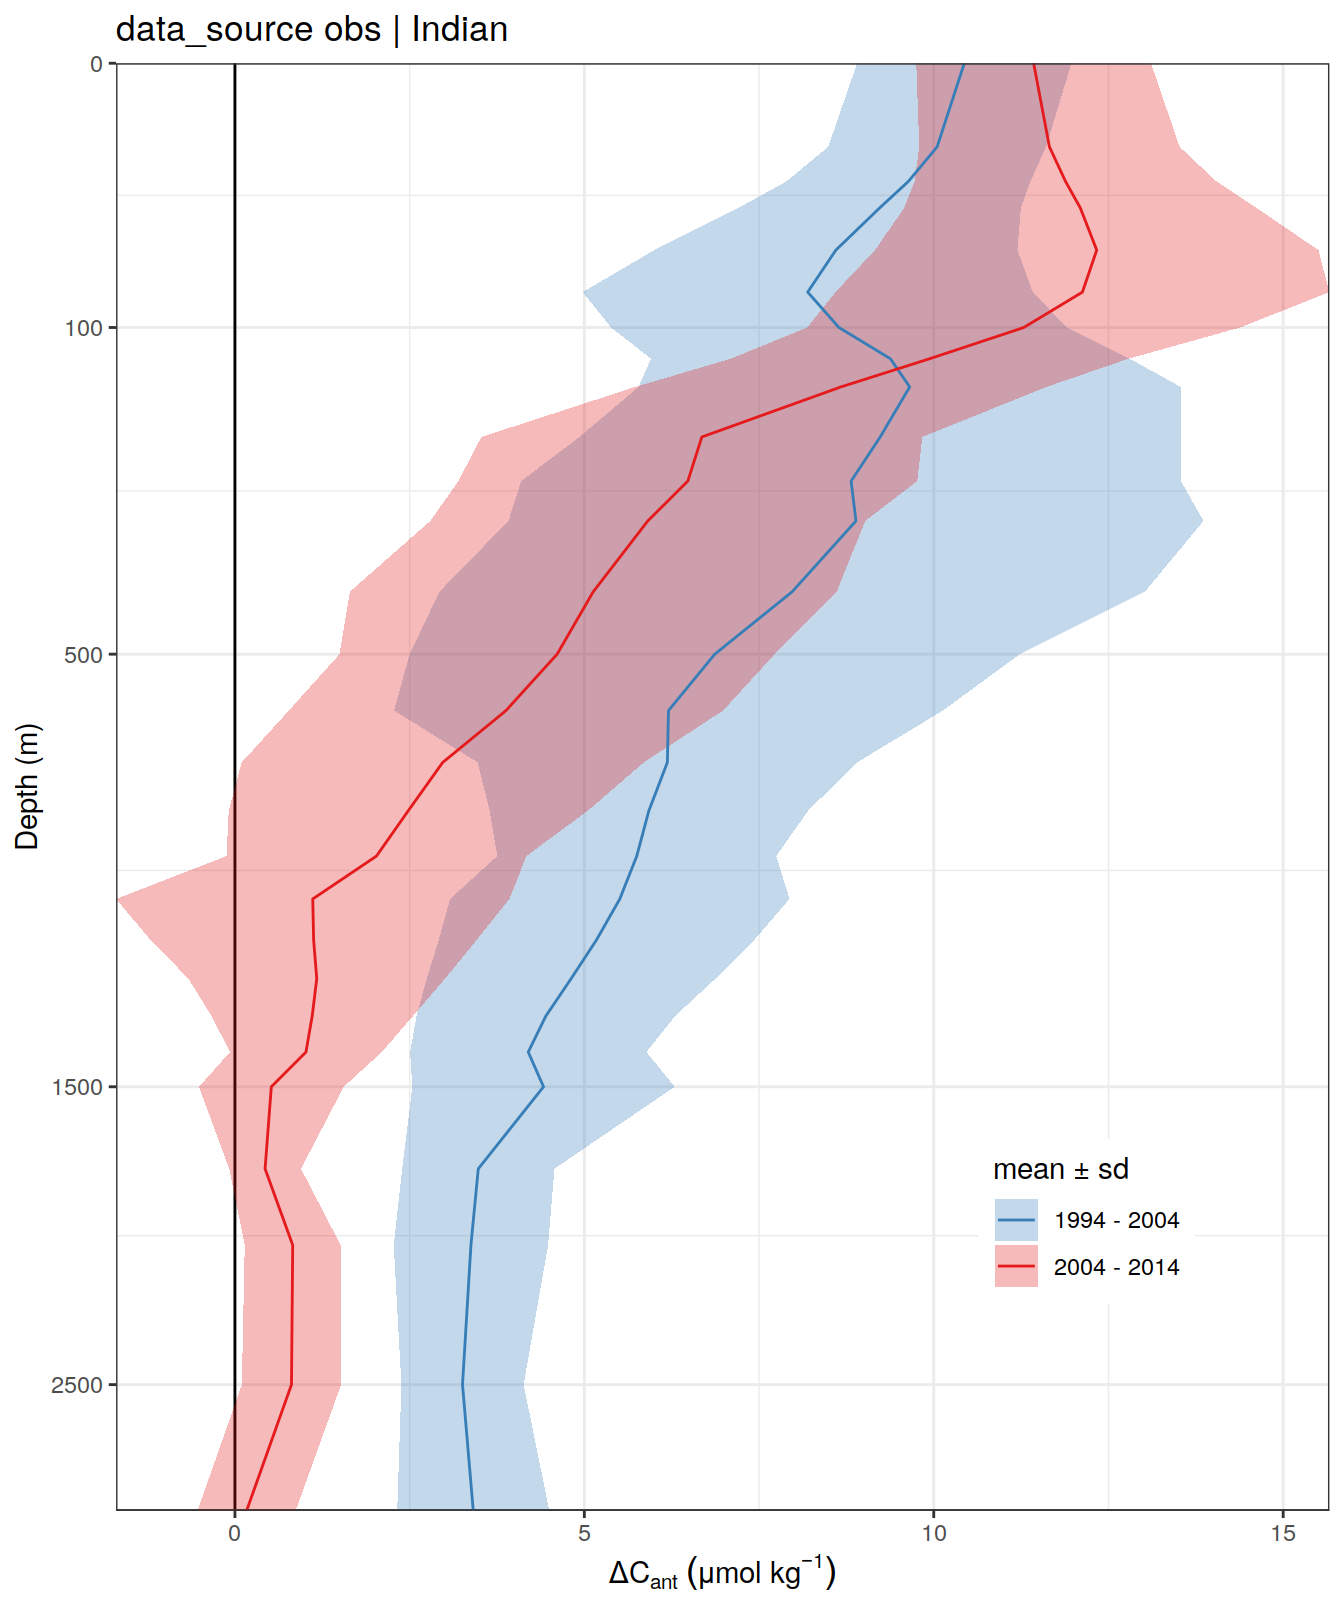 data_source obs | Indian
0
100
500
1500
2500
Depth (m)
mean ± sd
1994 - 2004
2004 - 2014
0 5 10 15
ΔCant (μmol kg⁻¹)